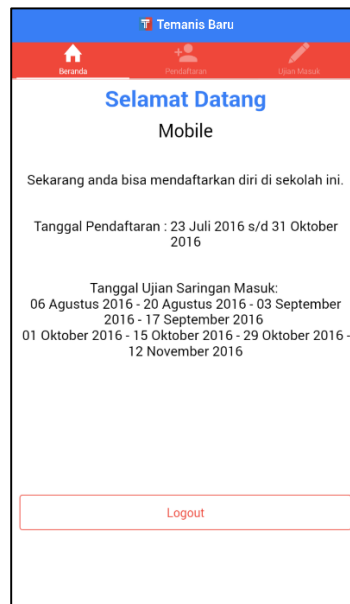 Temanis Baru
Beranda Pendaftaran Ujian Masuk
Selamat Datang
Mobile
Sekarang anda bisa mendaftarkan diri di sekolah ini.
Tanggal Pendaftaran : 23 Juli 2016 s/d 31 Oktober
2016
Tanggal Ujian Saringan Masuk:
06 Agustus 2016 - 20 Agustus 2016 - 03 September
2016 - 17 September 2016
01 Oktober 2016 - 15 Oktober 2016 - 29 Oktober 2016 -
12 November 2016
Logout